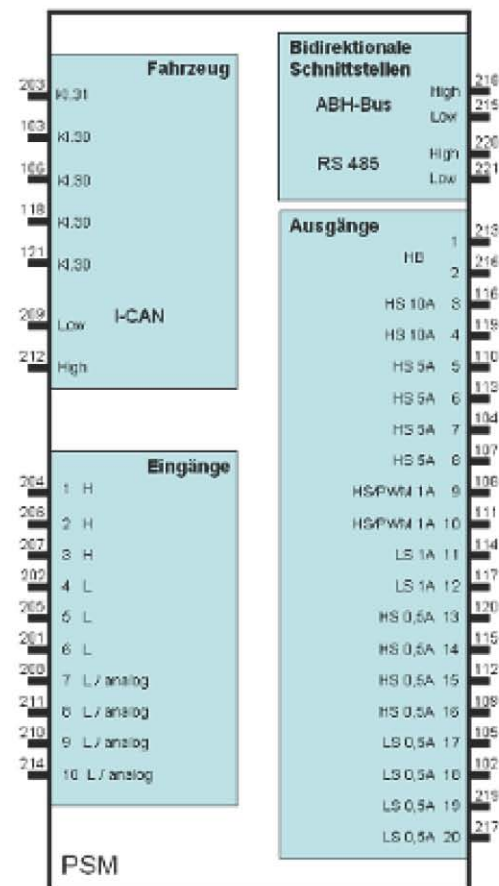 Fahrzeug
203 Kl.31
103 Kl.30
106 Kl.30
118 Kl.30
121 Kl.30
I-CAN
209 Low
212 High
Eingänge
204 1 H
206 2 H
207 3 H
202 4 L
205 5 L
201 6 L
208 7 L / analog
211 8 L / analog
210 9 L / analog
214 10 L / analog
PSM
Bidirektionale
Schnittstellen
ABH-Bus
High 218
Low 215
RS 485
High 220
Low 221
Ausgänge
HB
1 213
2 216
HS 10A 3 116
HS 10A 4 119
HS 5A 5 110
HS 5A 6 113
HS 5A 7 104
HS 5A 8 107
HS/PWM 1A 9 108
HS/PWM 1A 10 111
LS 1A 11 114
LS 1A 12 117
HS 0,5A 13 120
HS 0,5A 14 115
HS 0,5A 15 112
HS 0,5A 16 109
LS 0,5A 17 105
LS 0,5A 18 102
LS 0,5A 19 219
LS 0,5A 20 217